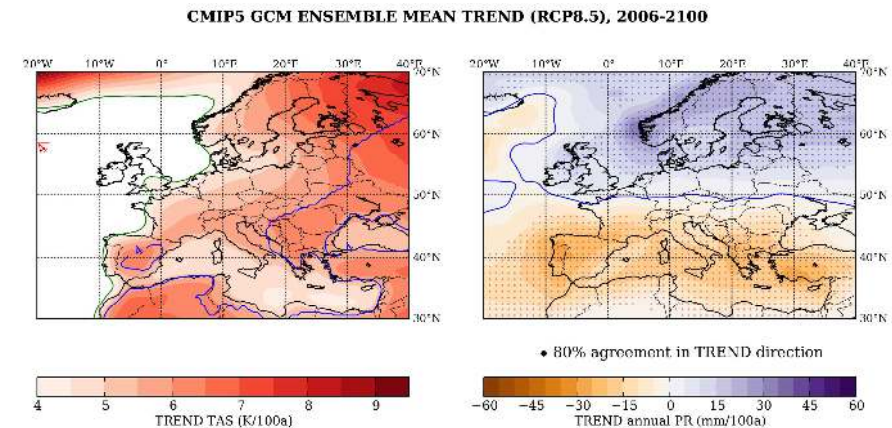 CMIP5 GCM ENSEMBLE MEAN TREND (RCP8.5), 2006-2100
20°W 10°W 0° 10°E 20°E 30°E 40°E
20°W 10°W 0° 10°E 20°E 30°E 40°E
70°N
60°N
50°N
40°N
30°N
70°N
60°N
50°N
40°N
30°N
● 80% agreement in TREND direction
4 5 6 7 8 9
TREND TAS (K/100a)
−60 −45 −30 −15 0 15 30 45 60
TREND annual PR (mm/100a)